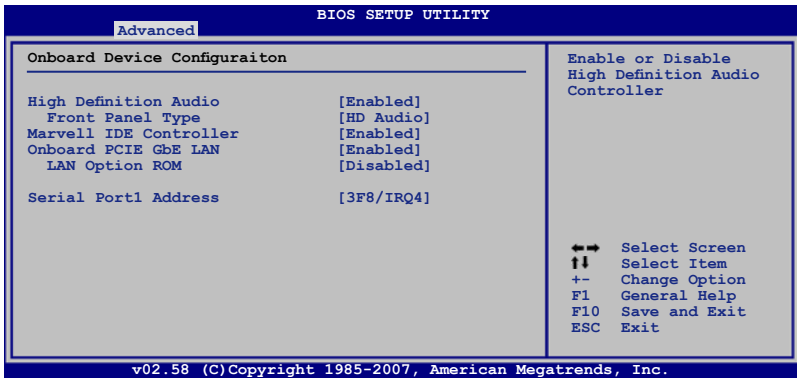 BIOS SETUP UTILITY
Advanced
Onboard Device Configuraiton
High Definition Audio [Enabled]
Front Panel Type [HD Audio]
Marvell IDE Controller [Enabled]
Onboard PCIE GbE LAN [Enabled]
LAN Option ROM [Disabled]
Serial Port1 Address [3F8/IRQ4]
Enable or Disable
High Definition Audio
Controller
←→ Select Screen
↑↓ Select Item
+- Change Option
F1 General Help
F10 Save and Exit
ESC Exit
v02.58 (C)Copyright 1985-2007, American Megatrends, Inc.